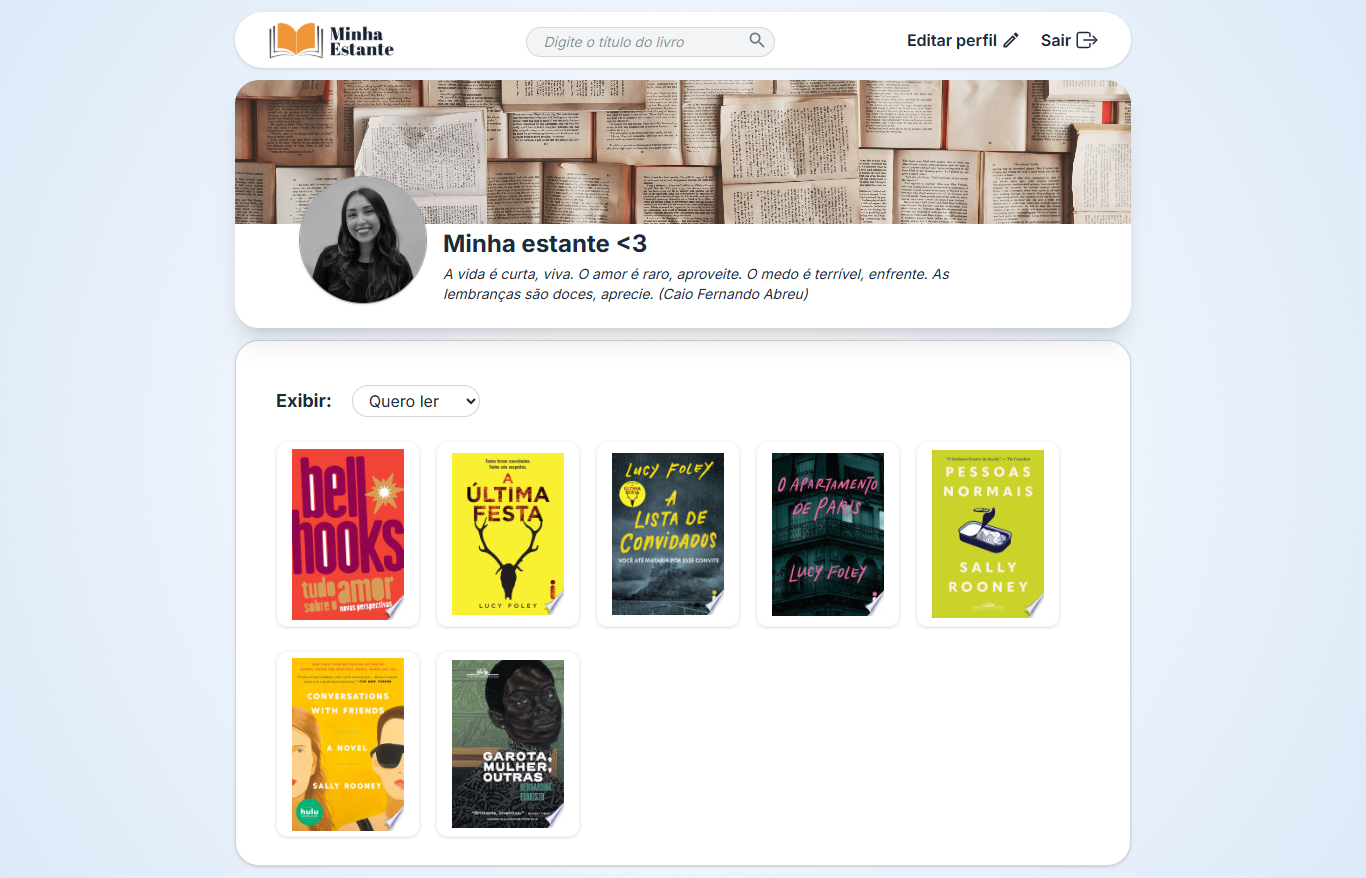 Minha
Estante
Digite o título do livro
Editar perfil
Sair
Minha estante <3
A vida é curta, viva. O amor é raro, aproveite. O medo é terrível, enfrente. As
lembranças são doces, aprecie. (Caio Fernando Abreu)
Exibir:
Quero ler
bell
hooks
tudo amor
sobre o novas perspectivas
Todos foram convidados.
Todos são suspeitos.
A
ÚLTIMA
FESTA
LUCY FOLEY
LUCY FOLEY
A
ÚLTIMA
FESTA
A
LISTA DE
CONVIDADOS
VOCÊ ATÉ MATARIA POR ESSE CONVITE
O APARTAMENTO
DE PARIS
LUCY FOLEY
PESSOAS
NORMAIS
SALLY
ROONEY
CONVERSATIONS
WITH FRIENDS
A NOVEL
SALLY ROONEY
hulu
GAROTA,
MULHER,
OUTRAS
BERNARDINE
EVARISTO